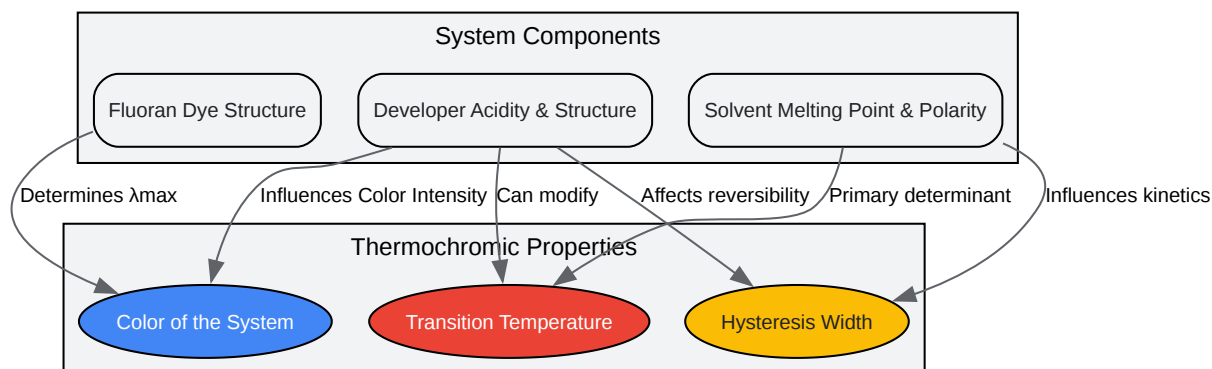 System Components
Fluoran Dye Structure
Developer Acidity & Structure
Solvent Melting Point & Polarity
Determines λmax
Influences Color Intensity
Can modify
Affects reversibility
Primary determinant
Influences kinetics
Thermochromic Properties
Color of the System
Transition Temperature
Hysteresis Width